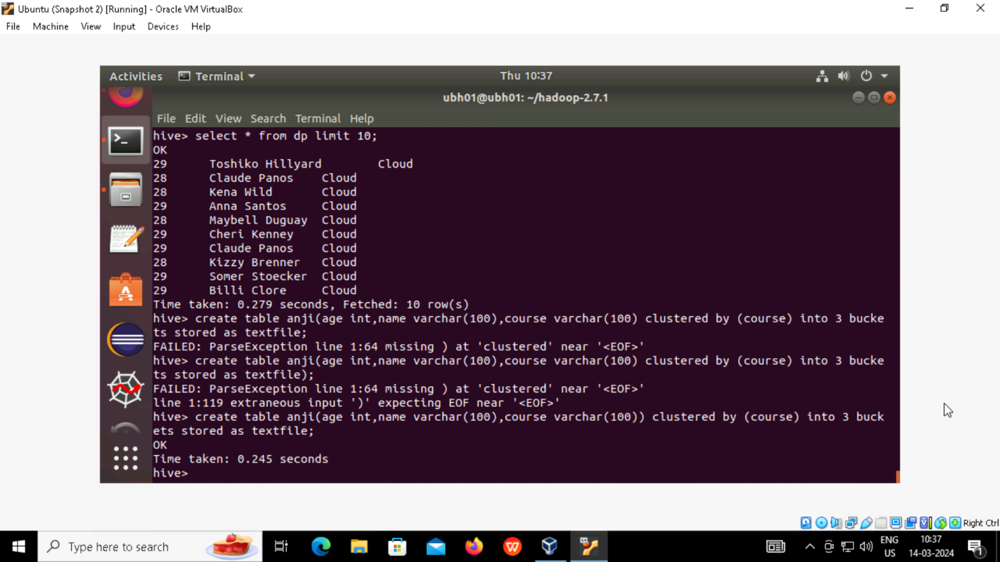 Ubuntu (Snapshot 2) [Running] - Oracle VM VirtualBox
File Machine View Input Devices Help
Activities Terminal Thu 10:37
ubh01@ubh01: ~/hadoop-2.7.1
File Edit View Search Terminal Help
hive> select * from dp limit 10;
OK
29 Toshiko Hillyard Cloud
28 Claude Panos Cloud
28 Kena Wild Cloud
29 Anna Santos Cloud
28 Maybell Duguay Cloud
29 Cheri Kenney Cloud
29 Claude Panos Cloud
28 Kizzy Brenner Cloud
29 Somer Stoecker Cloud
29 Billi Clore Cloud
Time taken: 0.279 seconds, Fetched: 10 row(s)
hive> create table anji(age int,name varchar(100),course varchar(100) clustered by (course) into 3 bucke
ts stored as textfile;
FAILED: ParseException line 1:64 missing ) at 'clustered' near '<EOF>'
hive> create table anji(age int,name varchar(100),course varchar(100) clustered by (course) into 3 bucke
ts stored as textfile);
FAILED: ParseException line 1:64 missing ) at 'clustered' near '<EOF>'
line 1:119 extraneous input ')' expecting EOF near '<EOF>'
hive> create table anji(age int,name varchar(100),course varchar(100)) clustered by (course) into 3 buck
ets stored as textfile;
OK
Time taken: 0.245 seconds
hive>
Right Ctrl
Type here to search
ENG
US
10:37
14-03-2024
1